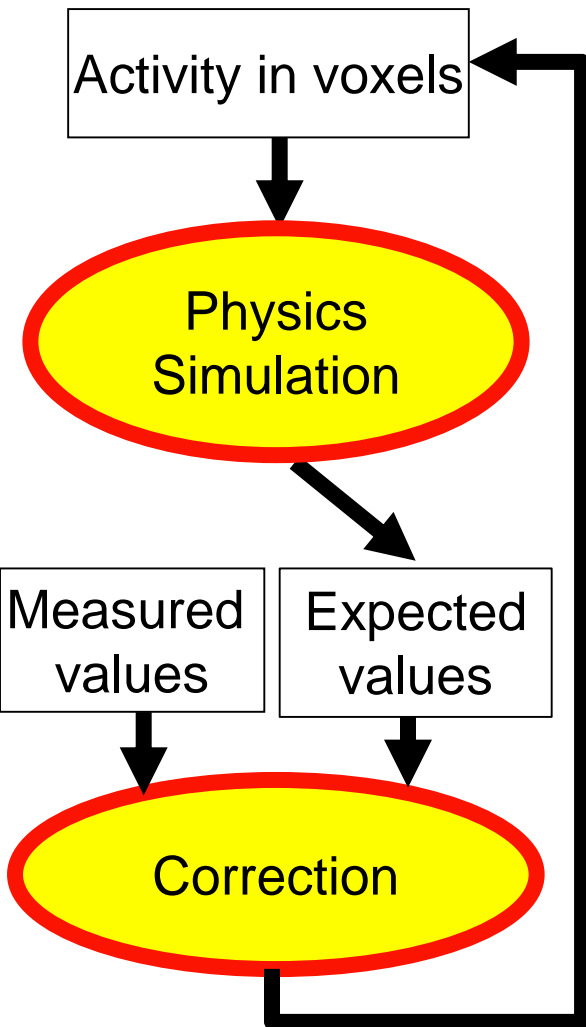 Activity in voxels
Physics
Simulation
Measured
values
Expected
values
Correction